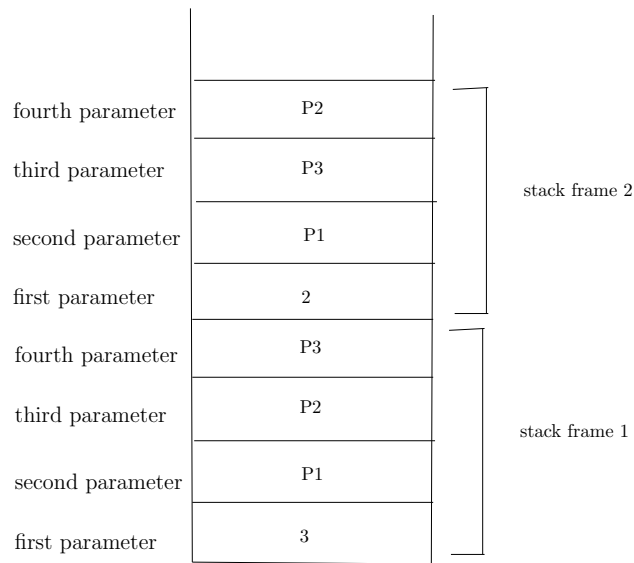 fourth parameter P2
third parameter P3
stack frame 2
second parameter P1
first parameter 2
fourth parameter P3
third parameter P2
stack frame 1
second parameter P1
first parameter 3